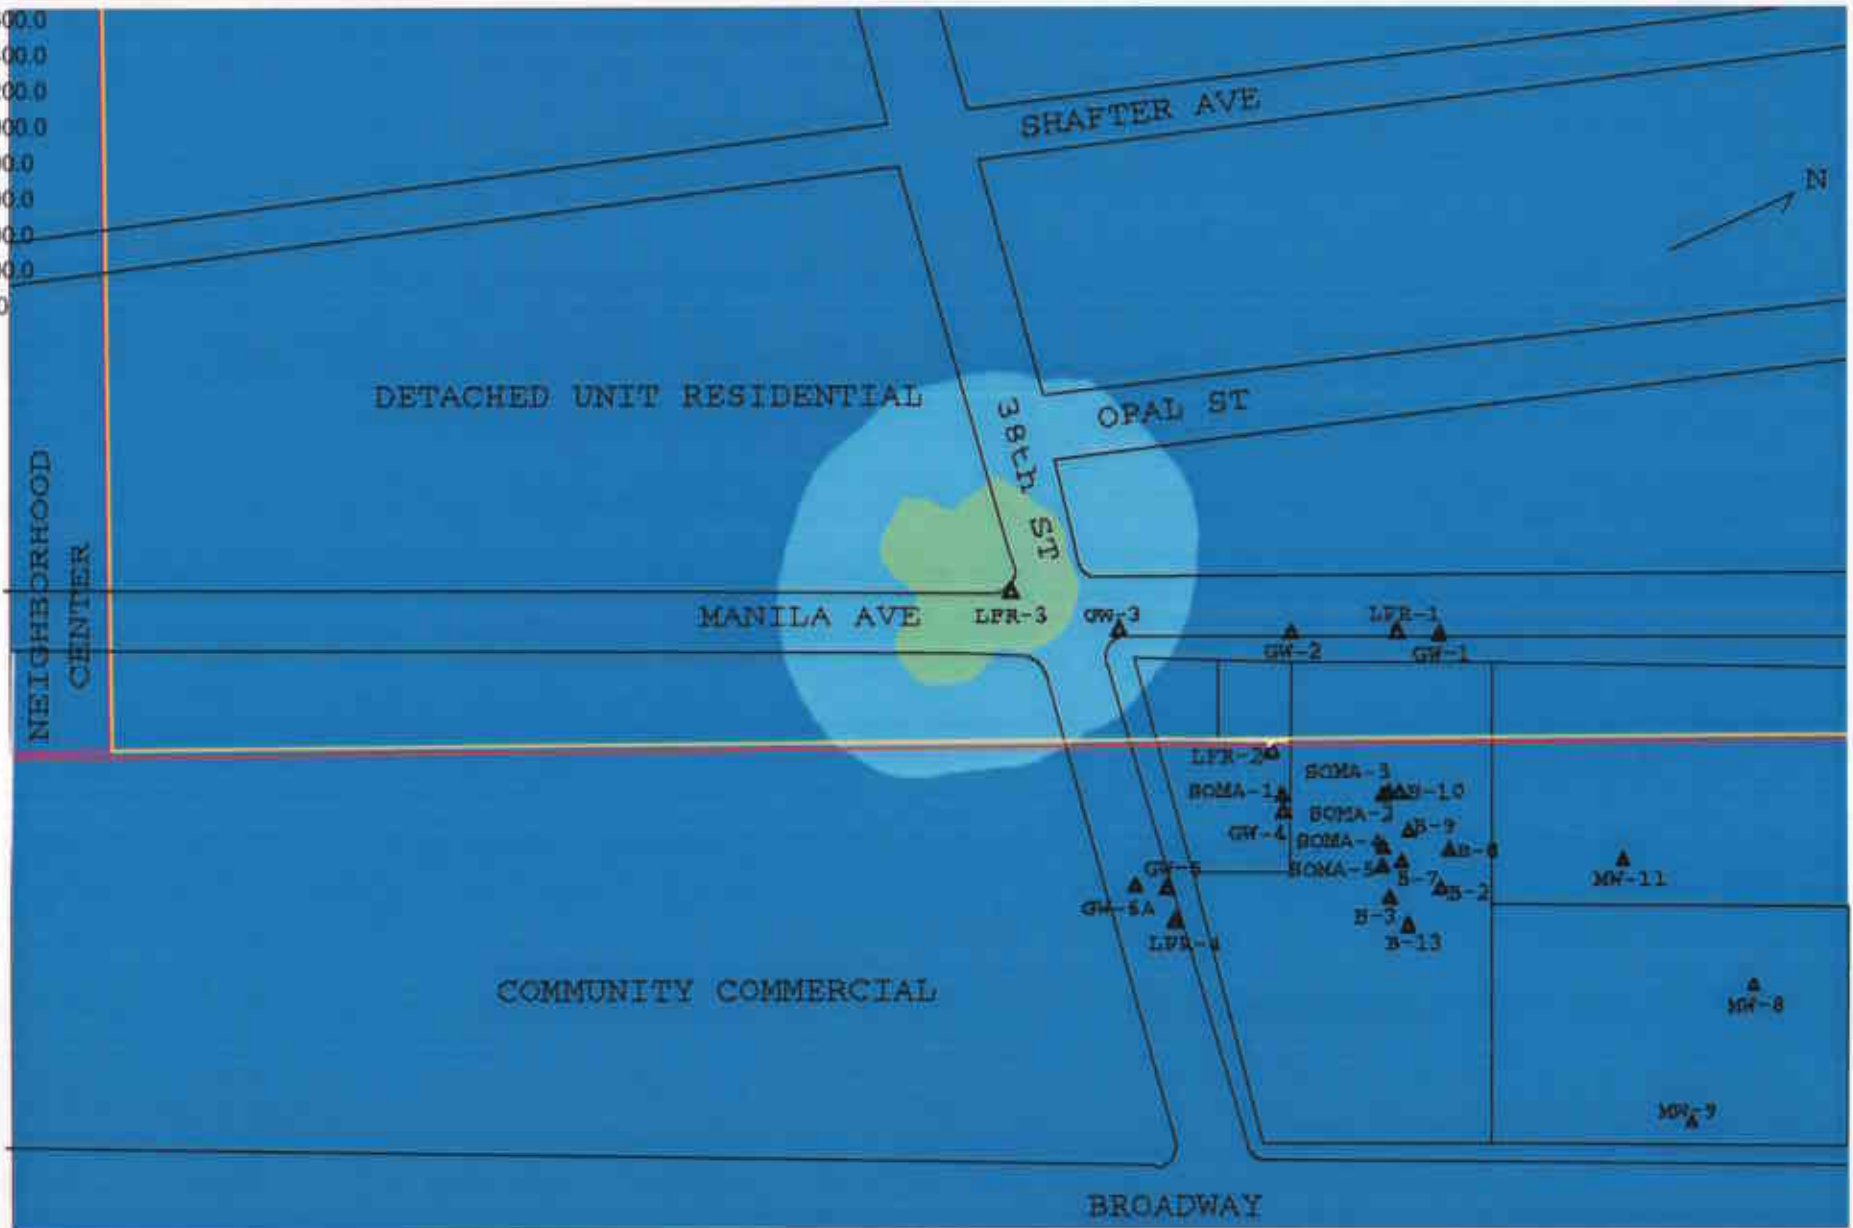 SHAFTER AVE
N
DETACHED UNIT RESIDENTIAL
OPAL ST
38th ST
NEIGHBORHOOD
CENTER
MANILA AVE
LFR-3
GW-3
GW-2
LFR-1
GW-1
LFR-2
SOMA-3
SOMA-1
B-10
SOMA-2
GW-4
B-9
SOMA-4
B-8
SOMA-5
B-7
B-2
GW-5
GW-6A
B-3
LFR-4
B-13
MW-11
COMMUNITY COMMERCIAL
MW-8
MW-9
BROADWAY